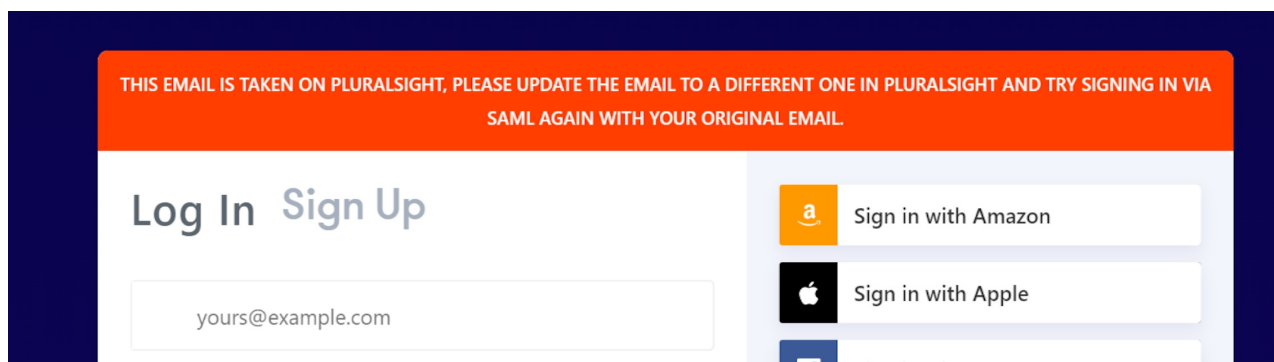 THIS EMAIL IS TAKEN ON PLURALSIGHT, PLEASE UPDATE THE EMAIL TO A DIFFERENT ONE IN PLURALSIGHT AND TRY SIGNING IN VIA
SAML AGAIN WITH YOUR ORIGINAL EMAIL.
Log In Sign Up
a Sign in with Amazon
Sign in with Apple
yours@example.com